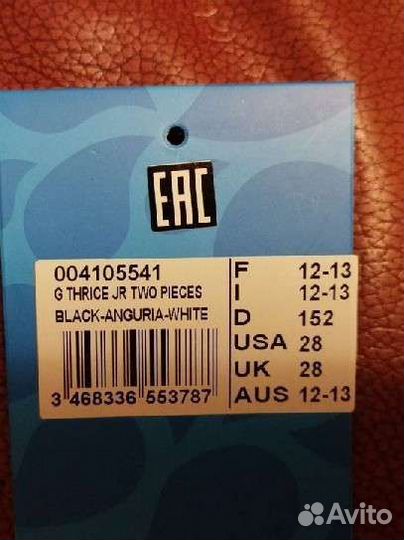 EAC
004105541
G THRICE JR TWO PIECES
BLACK-ANGURIA-WHITE
3 468336 553787
F 12-13
I 12-13
D 152
USA 28
UK 28
AUS 12-13
Avito